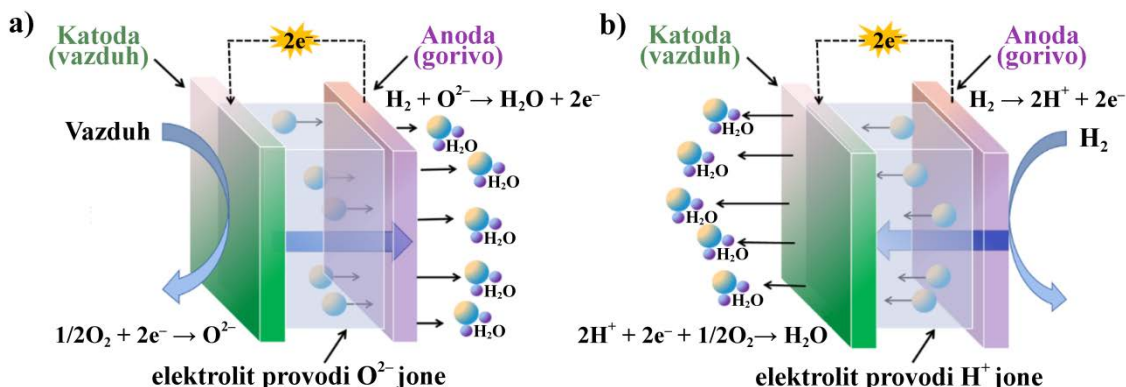 a)
Katoda
(vazduh)
2e⁻
Anoda
(gorivo)
H₂ + O²⁻ → H₂O + 2e⁻
Vazduh
H₂O
H₂O
H₂O
H₂O
H₂O
1/2O₂ + 2e⁻ → O²⁻
elektrolit provodi O²⁻ jone
b)
Katoda
(vazduh)
2e⁻
Anoda
(gorivo)
H₂ → 2H⁺ + 2e⁻
H₂
H₂O
H₂O
H₂O
H₂O
H₂O
2H⁺ + 2e⁻ + 1/2O₂ → H₂O
elektrolit provodi H⁺ jone